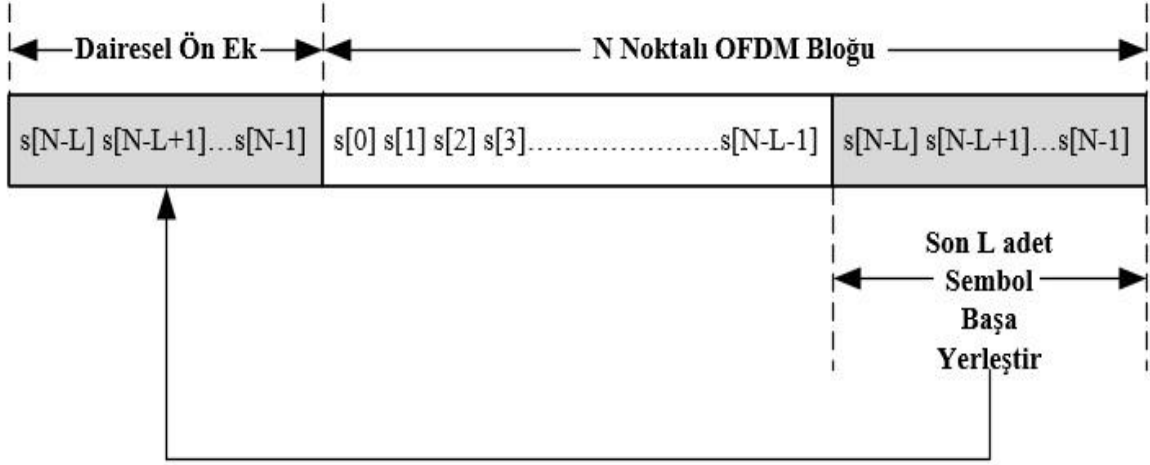 Dairesel Ön Ek
N Noktalı OFDM Bloğu
s[N-L] s[N-L+1]...s[N-1]
s[0] s[1] s[2] s[3]......................s[N-L-1]
s[N-L] s[N-L+1]...s[N-1]
Son L adet
Sembol
Başa
Yerleştir